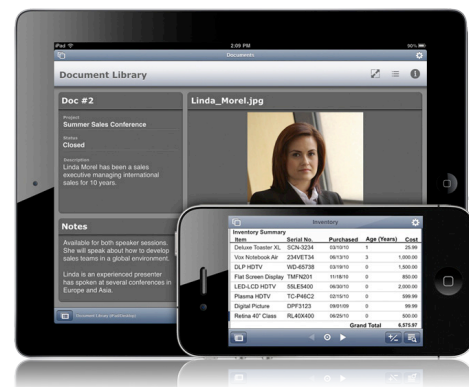 iPad
2:09 PM
90%
Documents
Document Library
Doc #2
Project
Summer Sales Conference
Status
Closed
Description
Linda Morel has been a sales
executive managing international
sales for 10 years.
Linda_Morel.jpg
Notes
Available for both speaker sessions.
She will speak about how to develop
sales teams in a global environment.
Linda is an experienced presenter
has spoken at several conferences in
Europe and Asia.
Inventory
Inventory Summary
Item Serial No. Purchased Age (Years) Cost
Deluxe Toaster XL SCN-3234 03/10/10 1 25.99
Vox Notebook Air 234VET34 06/13/10 3 1,000.00
DLP HDTV WD-65738 03/19/10 0 1,500.00
Flat Screen Display TMFN201 11/18/10 0 850.00
LED-LCD HDTV 55LE5400 06/30/10 0 2,000.00
Plasma HDTV TC-P46C2 02/15/10 0 599.99
Digital Picture DPF3123 09/01/09 0 99.99
Retina 40" Class RL40X400 06/25/10 0 500.00
Grand Total 6,575.97